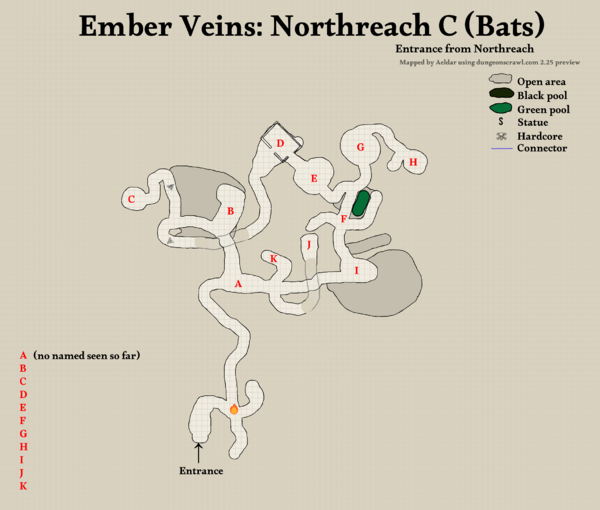 Ember Veins: Northreach C (Bats)
Entrance from Northreach
Mapped by Aeldar using dungeonscrawl.com 2.25 preview
Open area
Black pool
Green pool
S Statue
Hardcore
Connector
D
G
H
E
C
B
F
J
K
I
A
A (no named seen so far)
B
C
D
E
F
G
H
I
J
K
Entrance